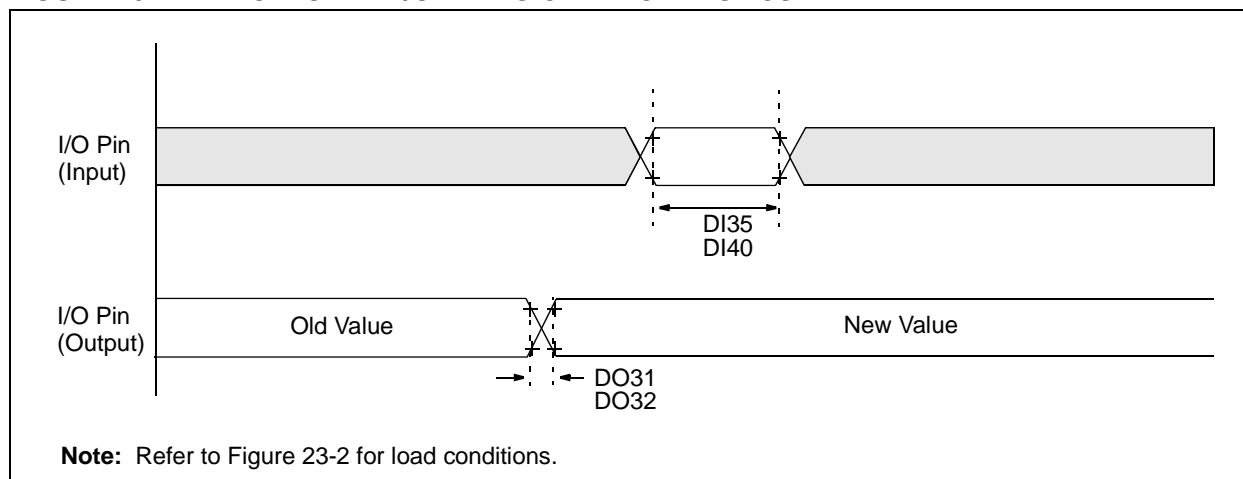 I/O Pin
(Input)
DI35
DI40
I/O Pin
(Output)
Old Value
New Value
DO31
DO32
Note: Refer to Figure 23-2 for load conditions.